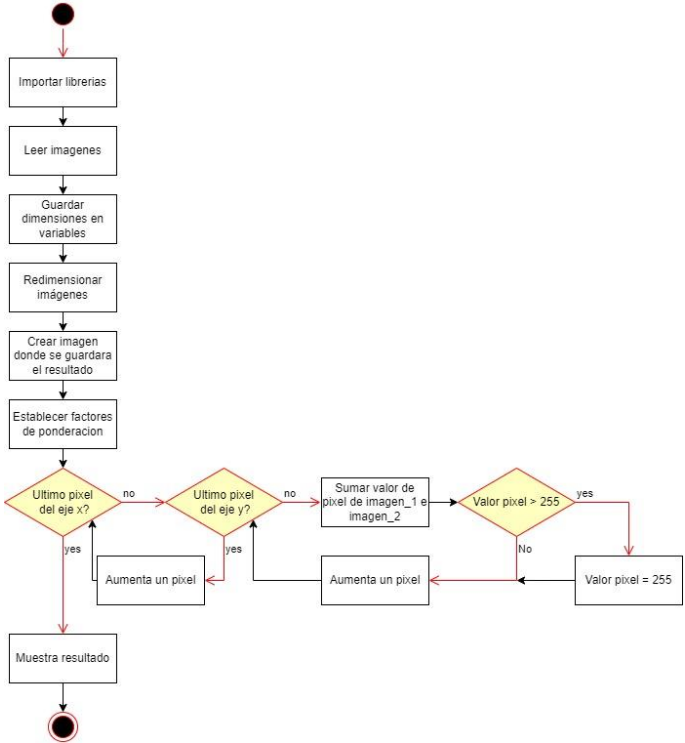 Importar librerias
Leer imagenes
Guardar
dimensiones en
variables
Redimensionar
imágenes
Crear imagen
donde se guardara
el resultado
Establecer factores
de ponderacion
Ultimo pixel
del eje x?
no
yes
Ultimo pixel
del eje y?
no
yes
Sumar valor de
pixel de imagen_1 e
imagen_2
Valor pixel > 255
yes
No
Aumenta un pixel
Aumenta un pixel
Valor pixel = 255
Muestra resultado